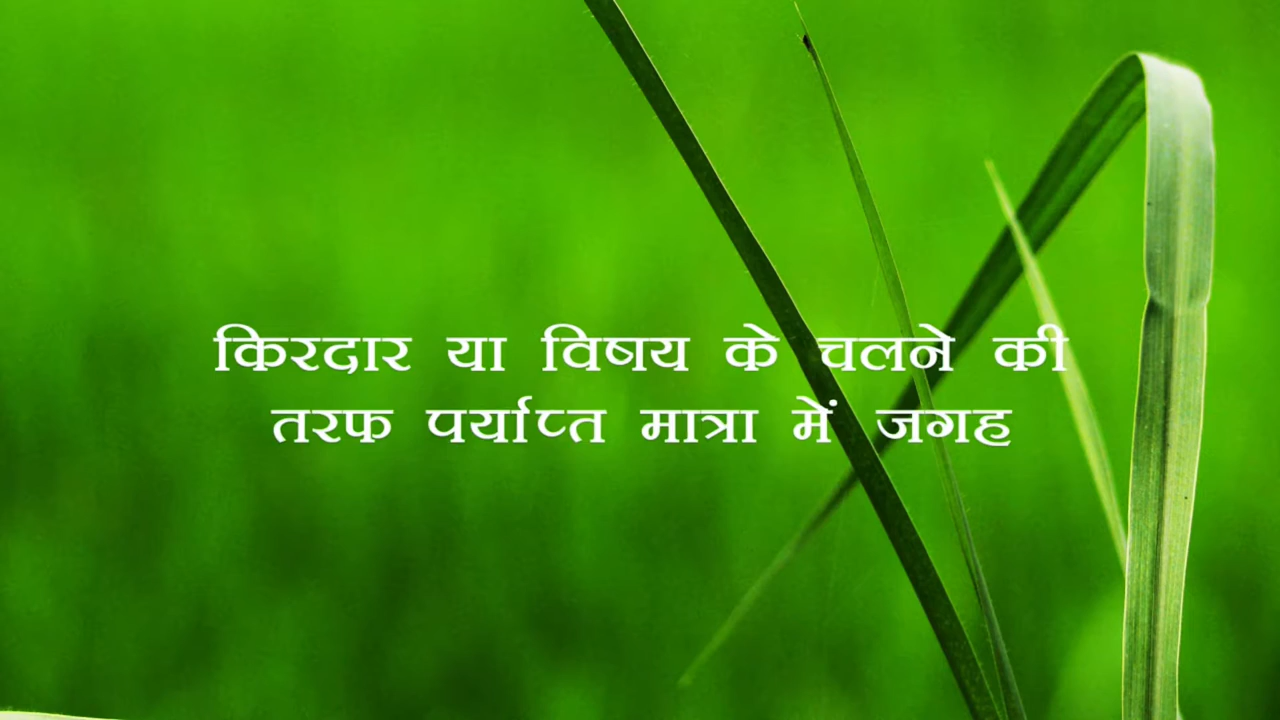 किरदार या विषय के चलने की
तरफ पर्याप्त मात्रा में जगह